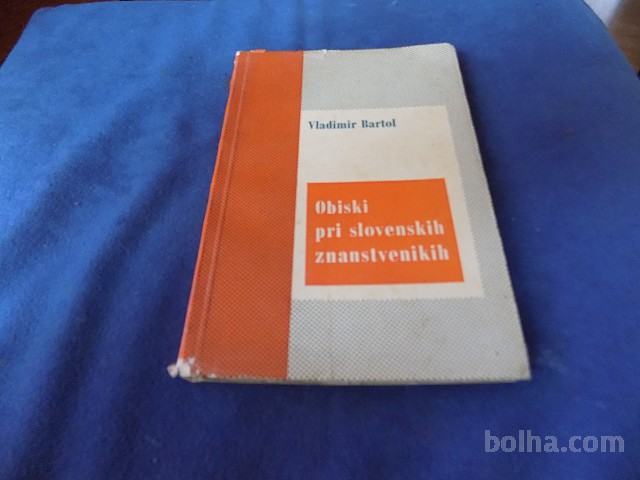 Vladimir Bartol
Obiski
pri slovenskih
znanstvenikih
bolha.com